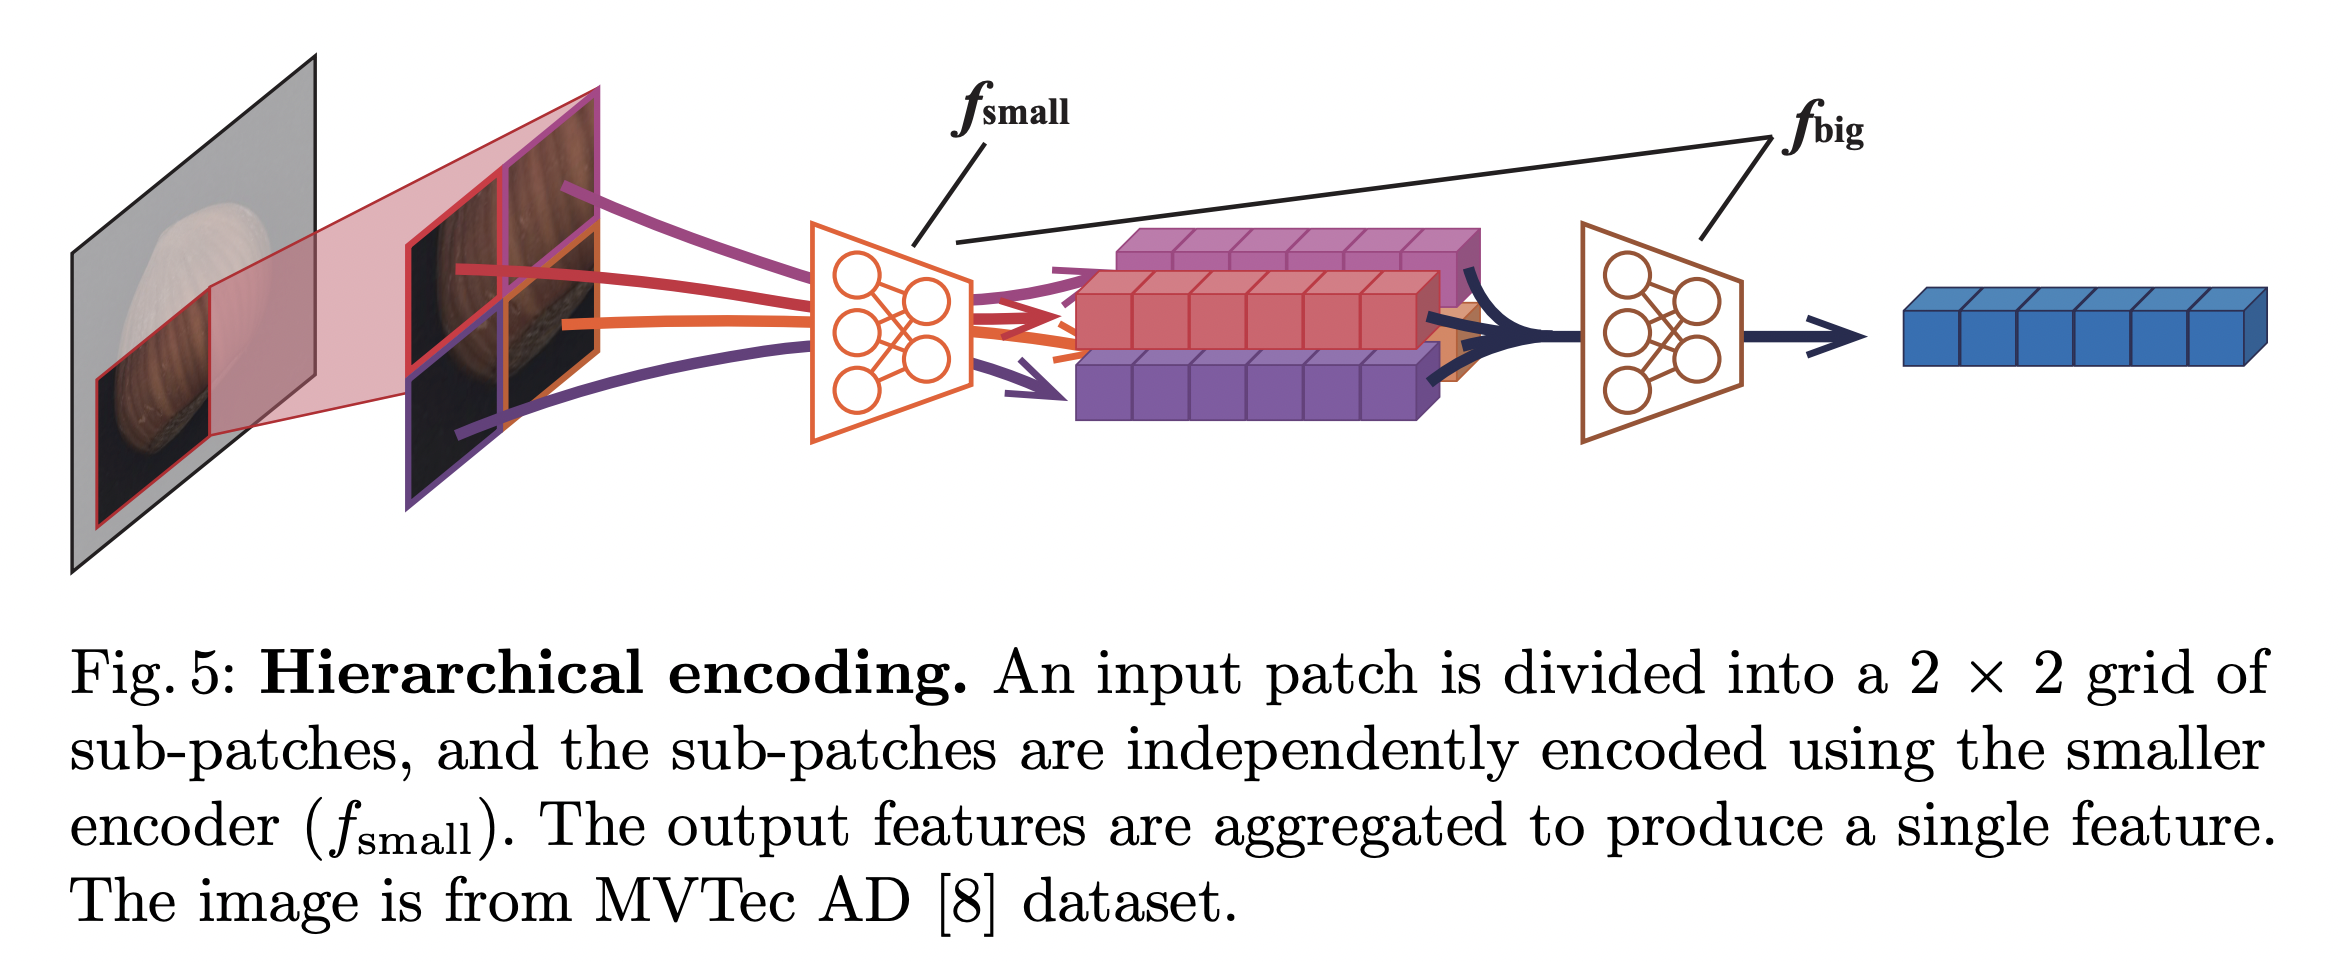 fsmall
fbig
Fig. 5: Hierarchical encoding. An input patch is divided into a 2 × 2 grid of
sub-patches, and the sub-patches are independently encoded using the smaller
encoder (fsmall). The output features are aggregated to produce a single feature.
The image is from MVTec AD [8] dataset.